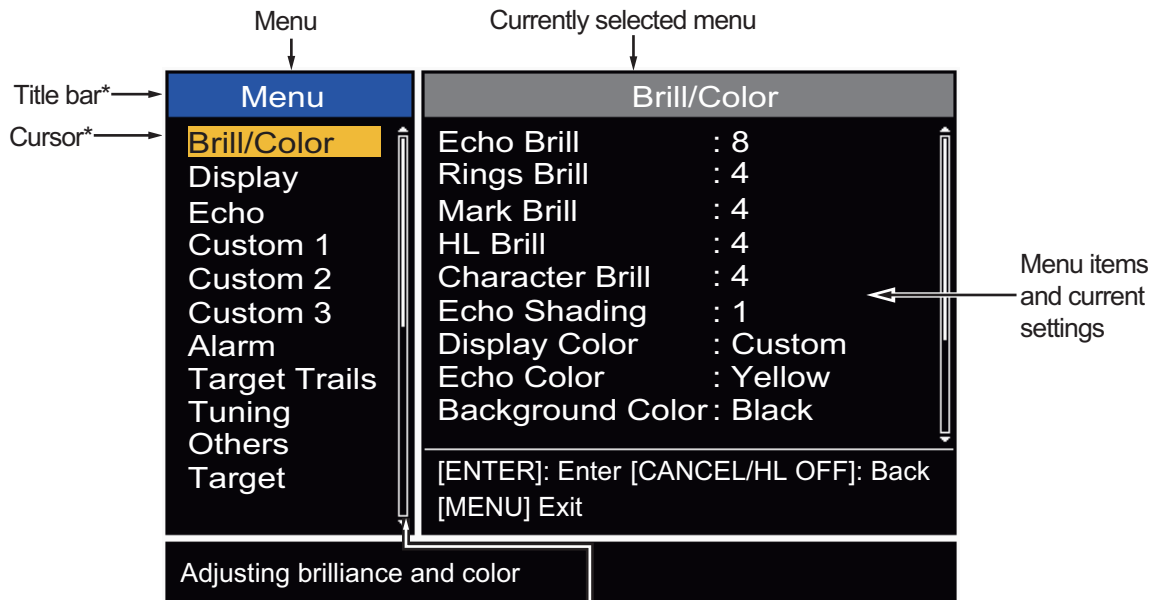 Menu
Currently selected menu
Title bar*
Cursor*
Menu
Brill/Color
Display
Echo
Custom 1
Custom 2
Custom 3
Alarm
Target Trails
Tuning
Others
Target
Brill/Color
Echo Brill : 8
Rings Brill : 4
Mark Brill : 4
HL Brill : 4
Character Brill : 4
Echo Shading : 1
Display Color : Custom
Echo Color : Yellow
Background Color : Black
[ENTER]: Enter [CANCEL/HL OFF]: Back
[MENU] Exit
Menu items
and current
settings
Adjusting brilliance and color